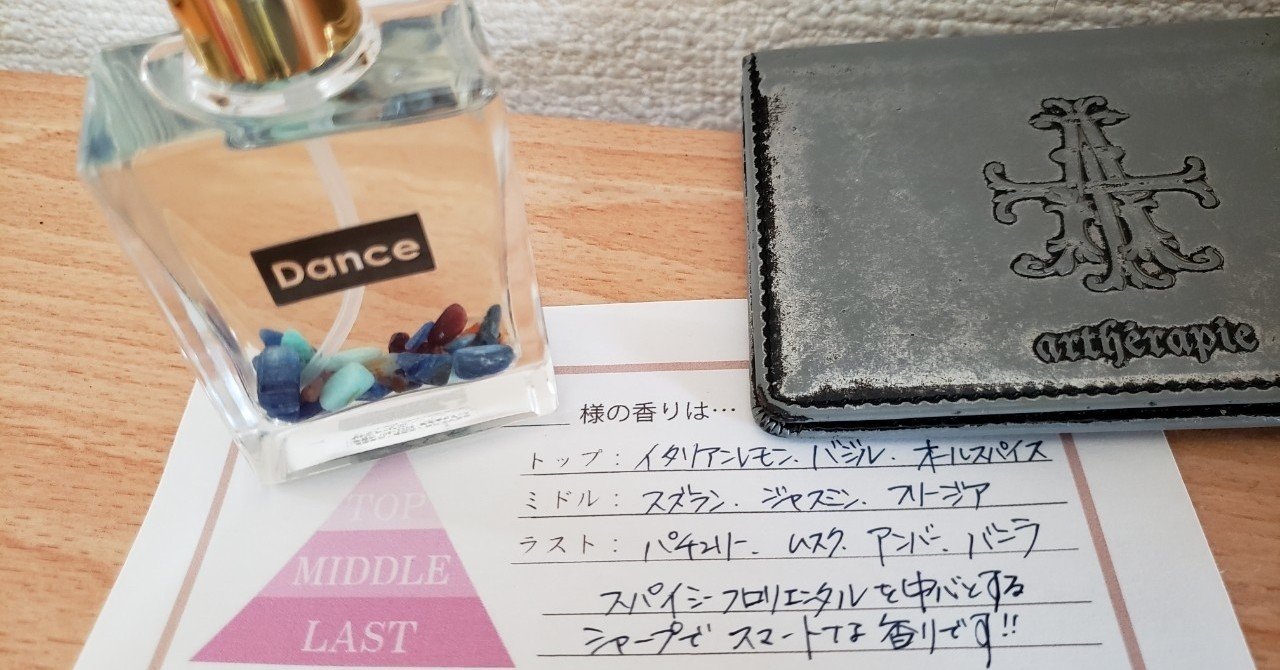 Dance
arthérapie
様の香りは…
トップ：イタリアンレモン、バジル、オールスパイス
ミドル：スズラン、ジャスミン、フリージア
ラスト：パチュリー、ムスク、アンバー、バニラ
スパイシーフロリエンタルを中心とする
シャープで スマートな 香りです!!
TOP
MIDDLE
LAST